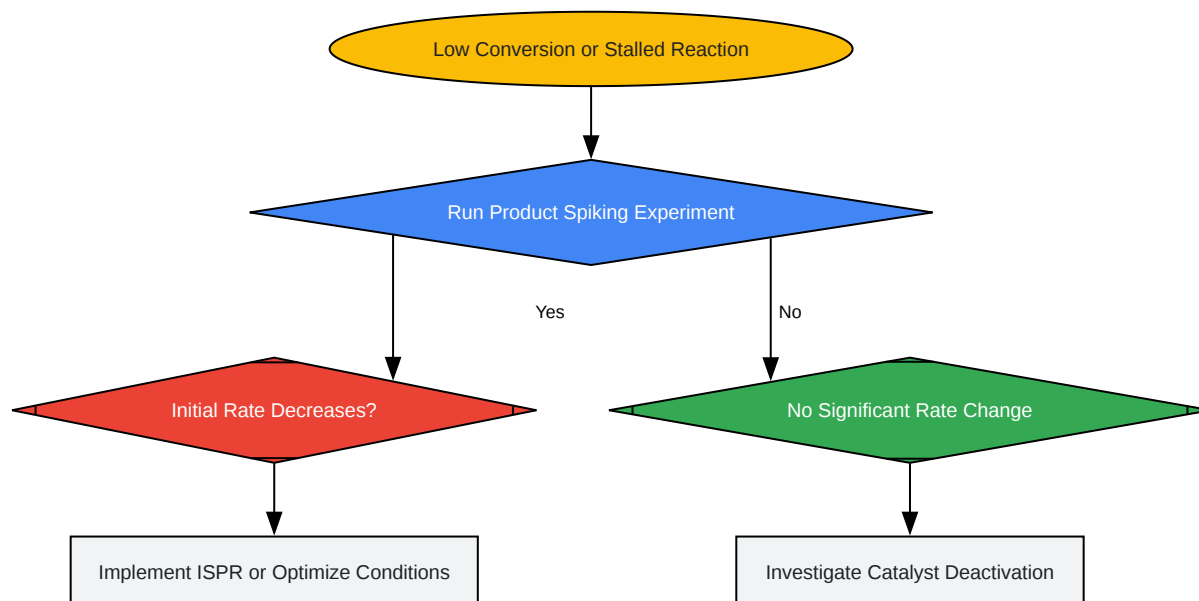 Low Conversion or Stalled Reaction
Run Product Spiking Experiment
Yes
No
Initial Rate Decreases?
No Significant Rate Change
Implement ISPR or Optimize Conditions
Investigate Catalyst Deactivation